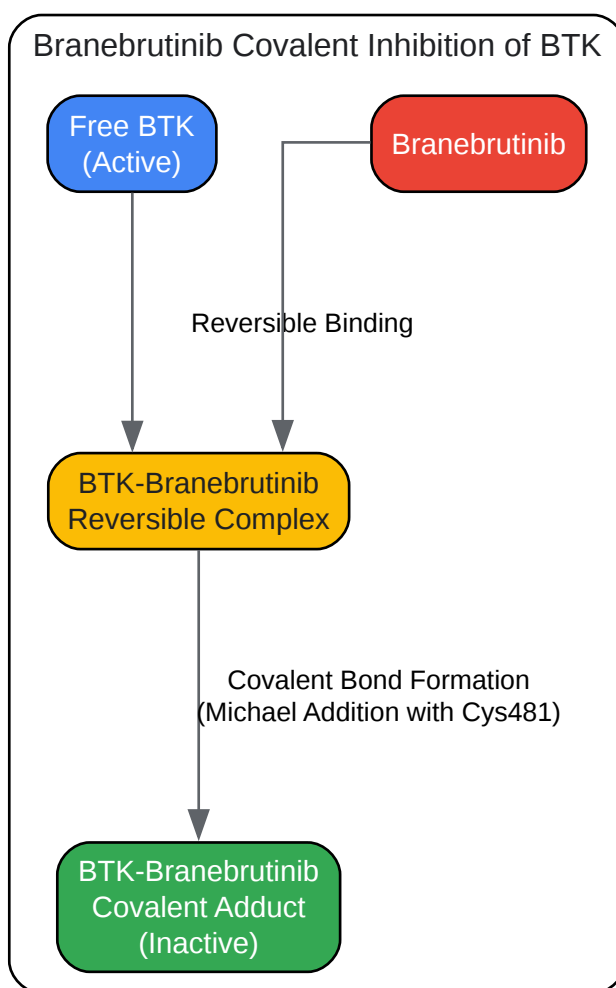 Branebrutinib Covalent Inhibition of BTK
Free BTK
(Active)
Branebrutinib
Reversible Binding
BTK-Branebrutinib
Reversible Complex
Covalent Bond Formation
(Michael Addition with Cys481)
BTK-Branebrutinib
Covalent Adduct
(Inactive)